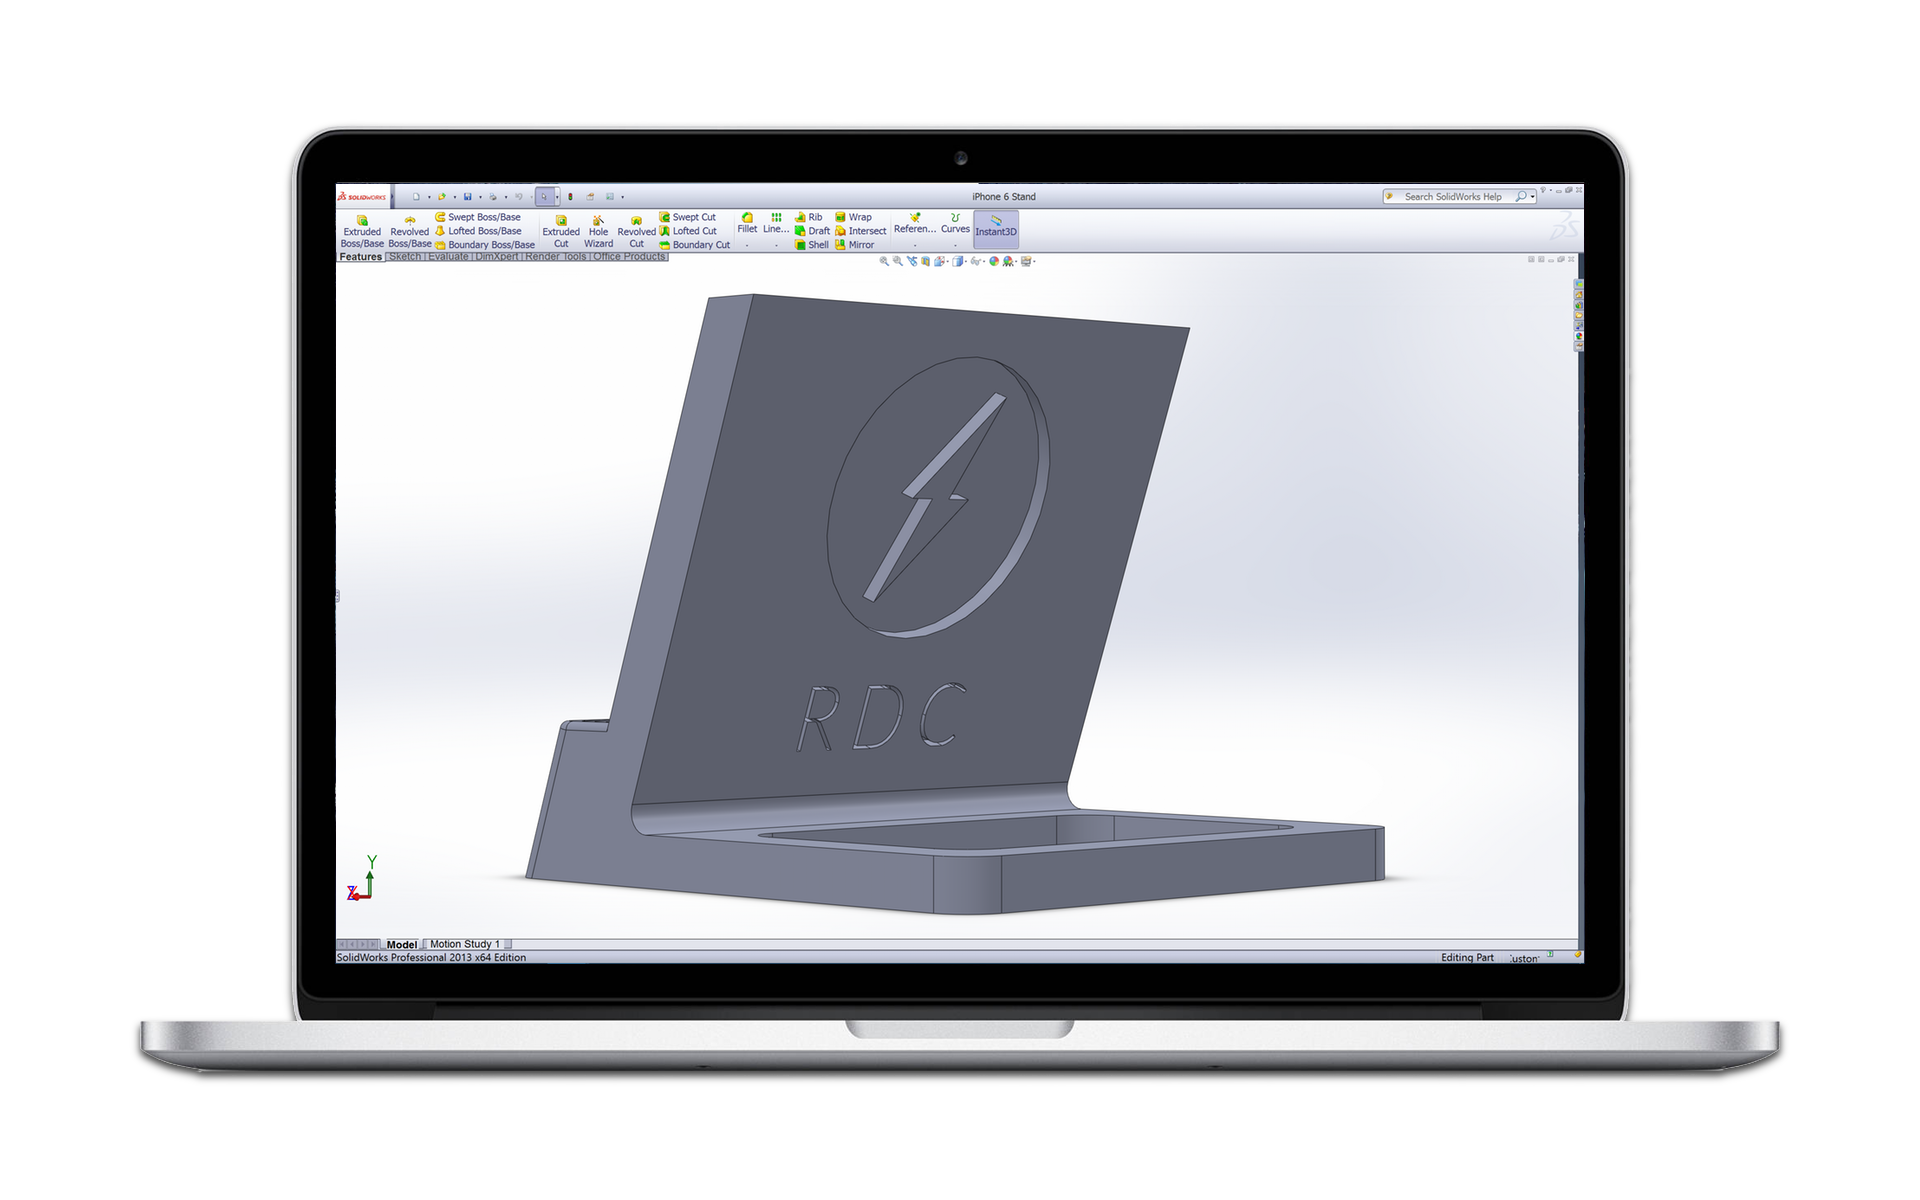 SOLIDWORKS
iPhone 6 Stand
Search SolidWorks Help
Extruded Boss/Base
Revolved Boss/Base
Swept Boss/Base
Lofted Boss/Base
Boundary Boss/Base
Extruded Cut
Hole Wizard
Revolved Cut
Swept Cut
Lofted Cut
Boundary Cut
Fillet
Line...
Rib
Draft
Shell
Wrap
Intersect
Mirror
Referen...
Curves
Instant3D
Features
Sketch
Evaluate
DimXpert
Render Tools
Office Products
RDC
Y
Z
Model
Motion Study 1
SolidWorks Professional 2013 x64 Edition
Editing Part